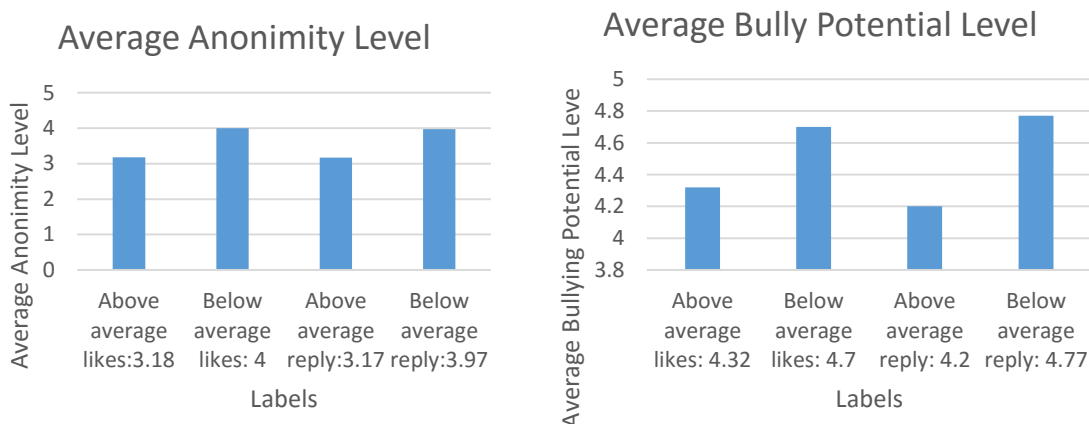 Average Anonimity Level
Average Anonimity Level
5
4
3
2
1
0
Above
average
likes:3.18
Below
average
likes: 4
Above
average
reply:3.17
Below
average
reply:3.97
Labels
Average Bully Potential Level
Average Bullying Potential Leve
5
4.8
4.6
4.4
4.2
4
3.8
Above
average
likes: 4.32
Below
average
likes: 4.7
Above
average
reply: 4.2
Below
average
reply: 4.77
Labels